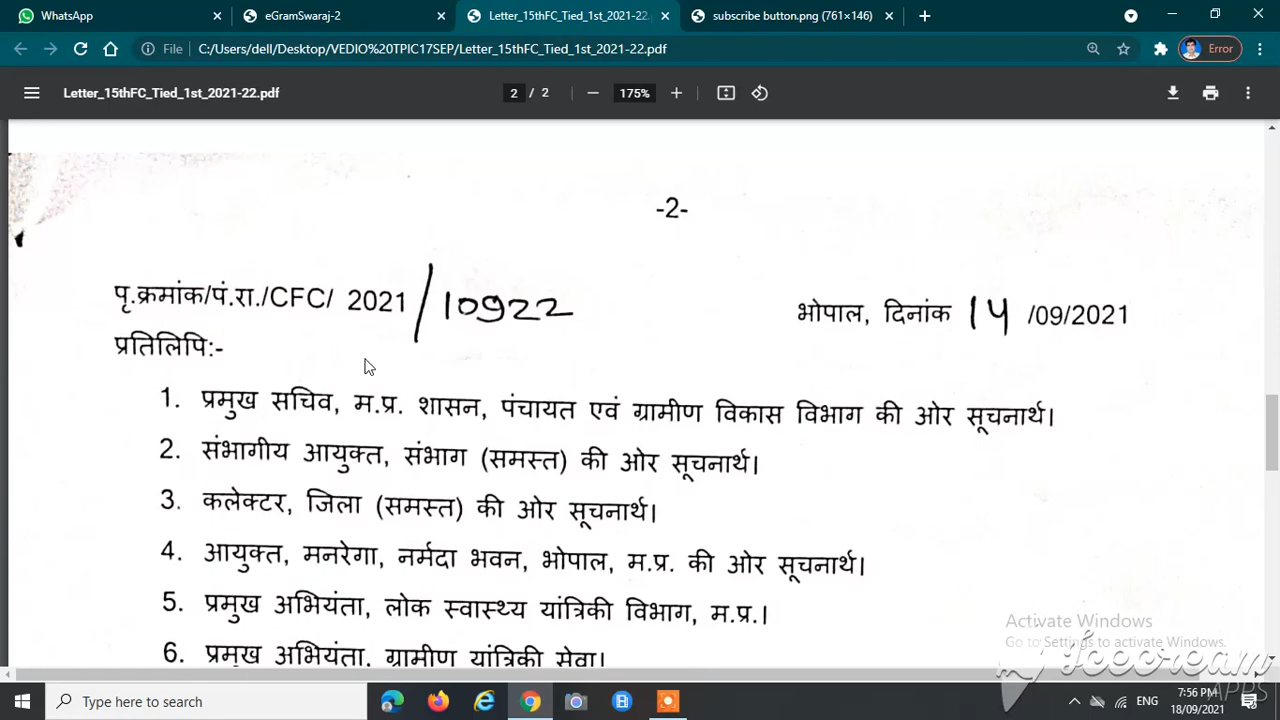 WhatsApp
eGramSwaraj-2
Letter_15thFC_Tied_1st_2021-22.p
subscribe button.png (761×146)
File
C:/Users/dell/Desktop/VEDIO%20TPIC17SEP/Letter_15thFC_Tied_1st_2021-22.pdf
Error
Letter_15thFC_Tied_1st_2021-22.pdf
2 / 2
175%
-2-
पृ.क्रमांक/पं.रा./CFC/ 2021/10922
भोपाल, दिनांक 14/09/2021
प्रतिलिपि:-
1. प्रमुख सचिव, म.प्र. शासन, पंचायत एवं ग्रामीण विकास विभाग की ओर सूचनार्थ।
2. संभागीय आयुक्त, संभाग (समस्त) की ओर सूचनार्थ।
3. कलेक्टर, जिला (समस्त) की ओर सूचनार्थ।
4. आयुक्त, मनरेगा, नर्मदा भवन, भोपाल, म.प्र. की ओर सूचनार्थ।
5. प्रमुख अभियंता, लोक स्वास्थ्य यांत्रिकी विभाग, म.प्र.।
6. प्रमुख अभियंता, ग्रामीण यांत्रिकी सेवा।
Activate Windows
Go to Settings to activate Windows.
Icecream
APPS
Type here to search
ENG
7:56 PM
18/09/2021